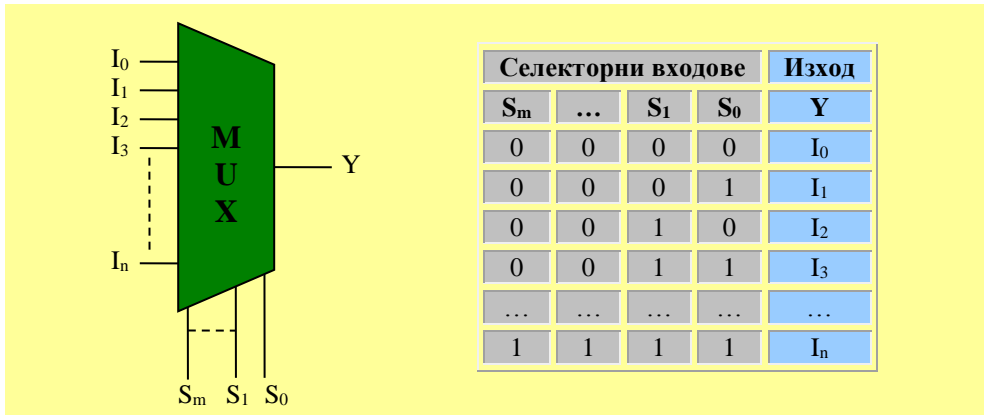 I₀
I₁
I₂
I₃
Iₙ
M
U
X
Y
Sₘ S₁ S₀
Селекторни входове Изход
Sₘ … S₁ S₀ Y
0 0 0 0 I₀
0 0 0 1 I₁
0 0 1 0 I₂
0 0 1 1 I₃
… … … … …
1 1 1 1 Iₙ